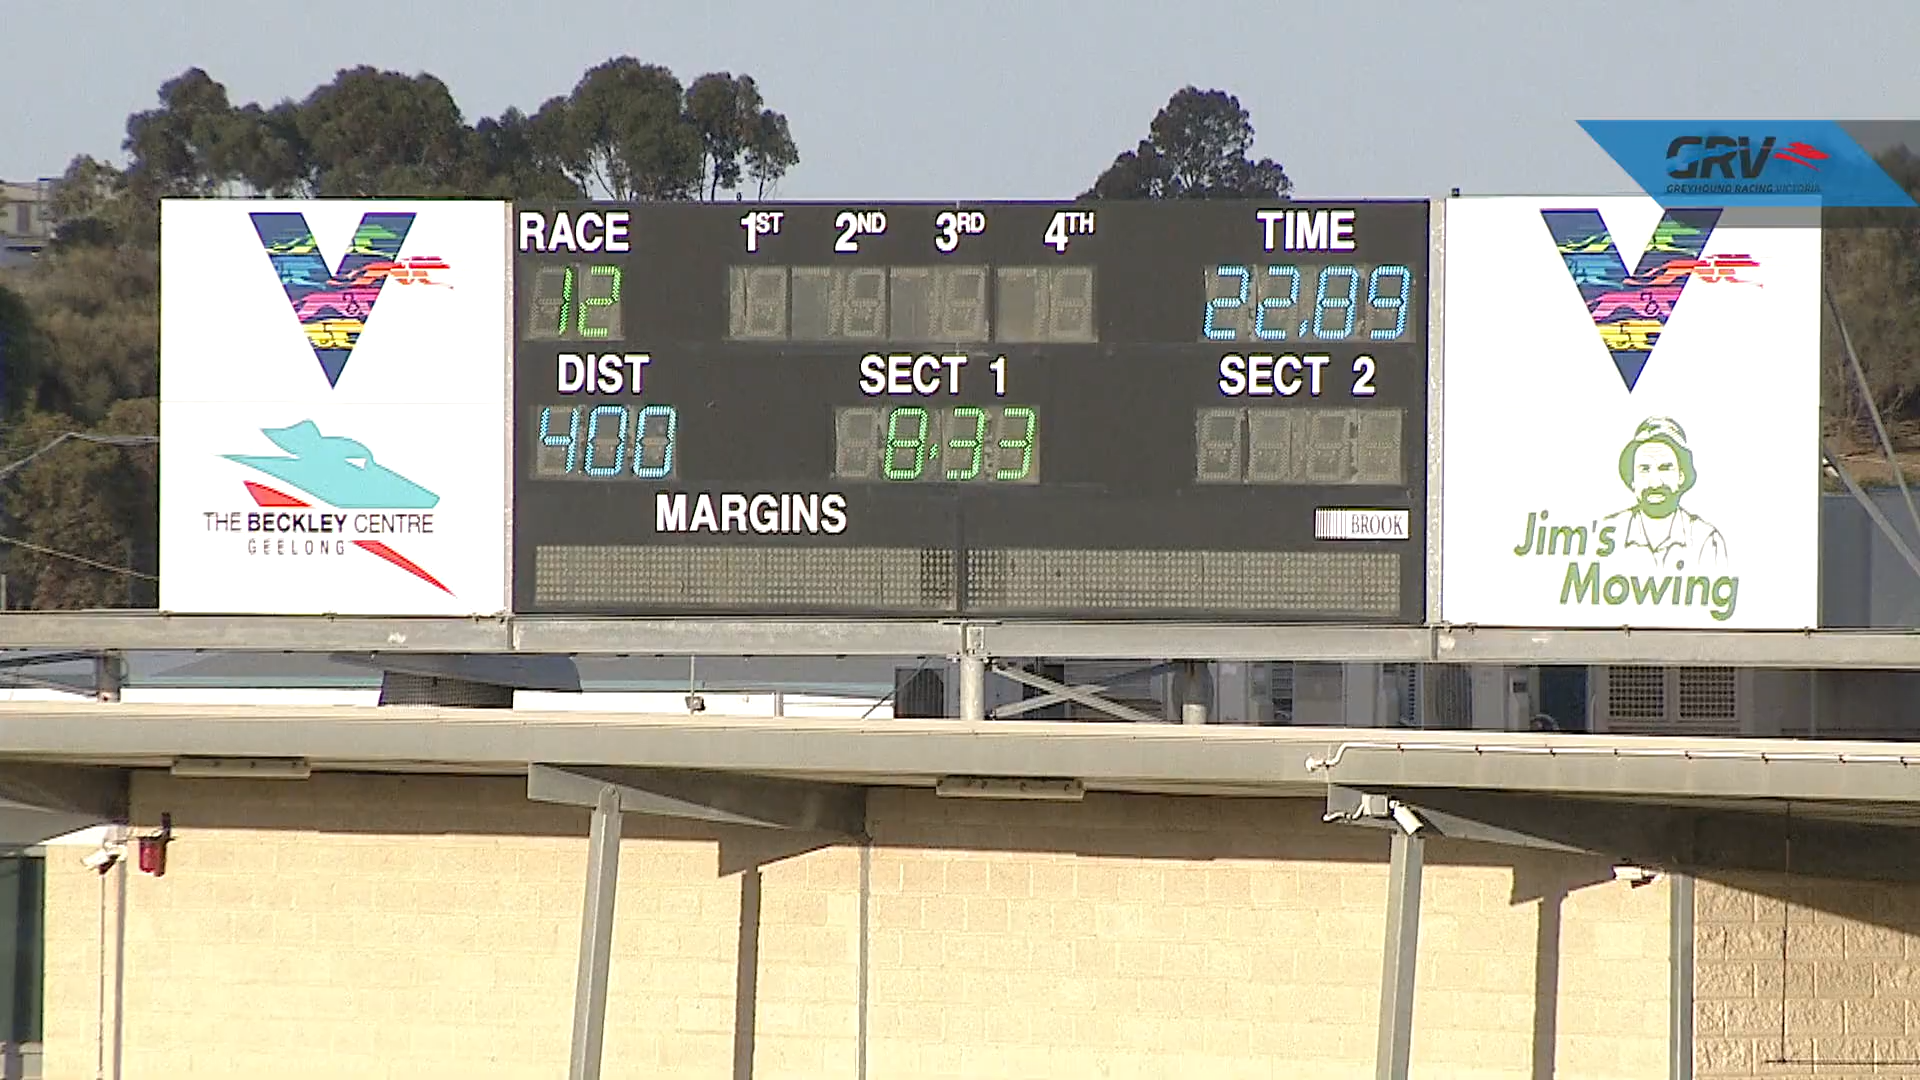 GRV
GREYHOUND RACING VICTORIA
RACE 1ST 2ND 3RD 4TH TIME
12 22.89
DIST SECT 1 SECT 2
400 8.33
MARGINS
BROOK
THE BECKLEY CENTRE
GEELONG
Jim's
Mowing